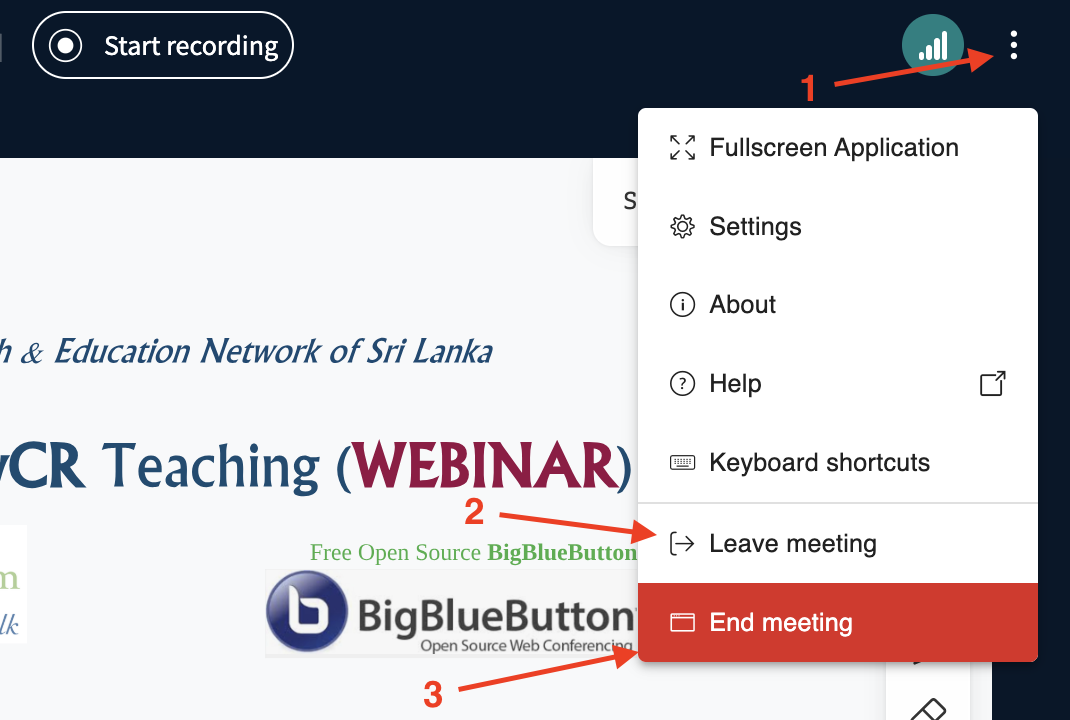 Start recording
1
Fullscreen Application
S
Settings
About
h & Education Network of Sri Lanka
Help
CR Teaching (WEBINAR)
Keyboard shortcuts
2
Free Open Source BigBlueButton
Leave meeting
m
BigBlueButton
lk
Open Source Web Conferencing
End meeting
3